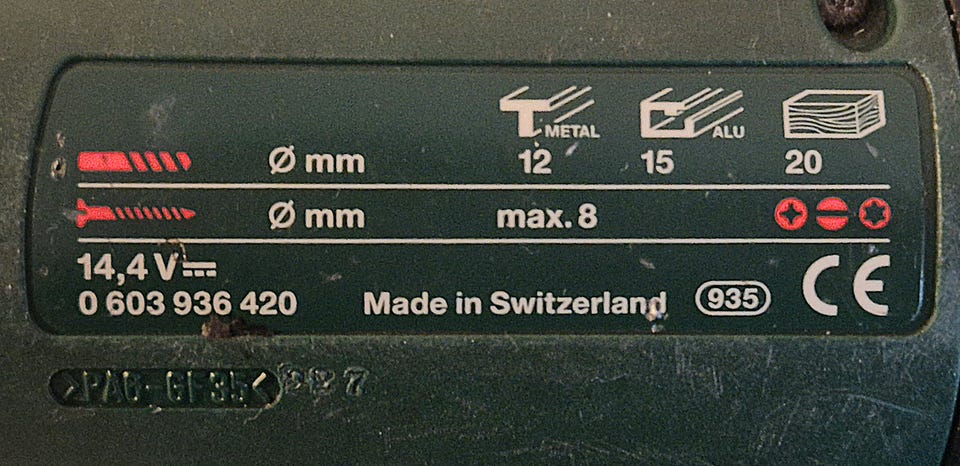 METAL ALU
Ø mm 12 15 20
Ø mm max. 8
14,4 V
0 603 936 420 Made in Switzerland 935 CE
>PA6-GF35<